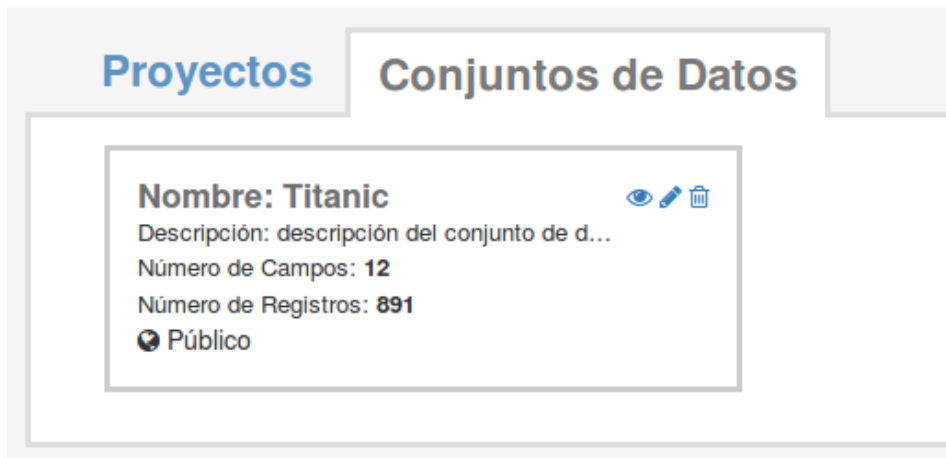 Proyectos
Conjuntos de Datos
Nombre: Titanic
Descripción: descripción del conjunto de d...
Número de Campos: 12
Número de Registros: 891
Público